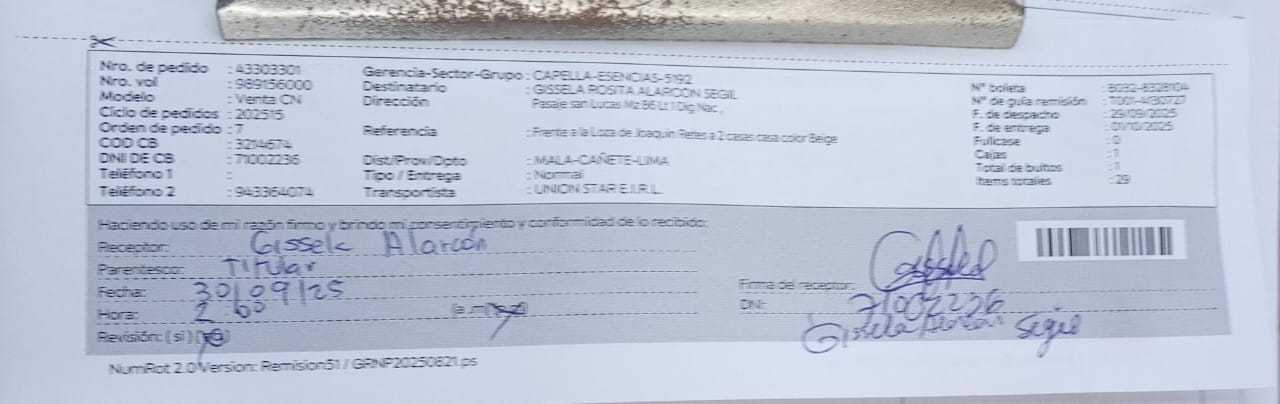 Nro. de pedido : 43303301
Nro. vol : 989156000
Modelo : Venta CN
Ciclo de pedidos : 202515
Orden de pedido : 7
COD CB : 3214674
DNI DE CB : 71002236
Teléfono 1 :
Teléfono 2 : 943364074
Gerencia-Sector-Grupo : CAPELLA-ESENCIAS-5192
Destinatario : GISSELA ROSITA ALARCON SEGIL
Dirección Pasaje san Lucas Mz B6 Lt 1 Dig Nac ,
Referencia : Frente a la Loza de Joaquin Retes a 2 casas casa color Beige
Dist/Prov/Dpto : MALA-CAÑETE-LIMA
Tipo / Entrega : Normal
Transportista : UNION STAR E.I.R.L.
N° boleta : B032-8328104
N° de guía remisión : T001-4130727
F. de despacho : 29/09/2025
F. de entrega : 01/10/2025
Fullcase : 0
Cajas : 1
Total de bultos : 1
Items totales : 29
Haciendo uso de mi razón firmo y brindo mi consentimiento y conformidad de lo recibido:
Receptor: Gissela Alarcón
Parentesco: Titular
Fecha: 30/09/25
Hora: 2 00 (a.m)
Revisión: ( si )
Firma del receptor:
DNI: 71002236
Gissela Alarcon Segil
NumRot 2.0 Version: Remision51 / GRNP20250821.ps